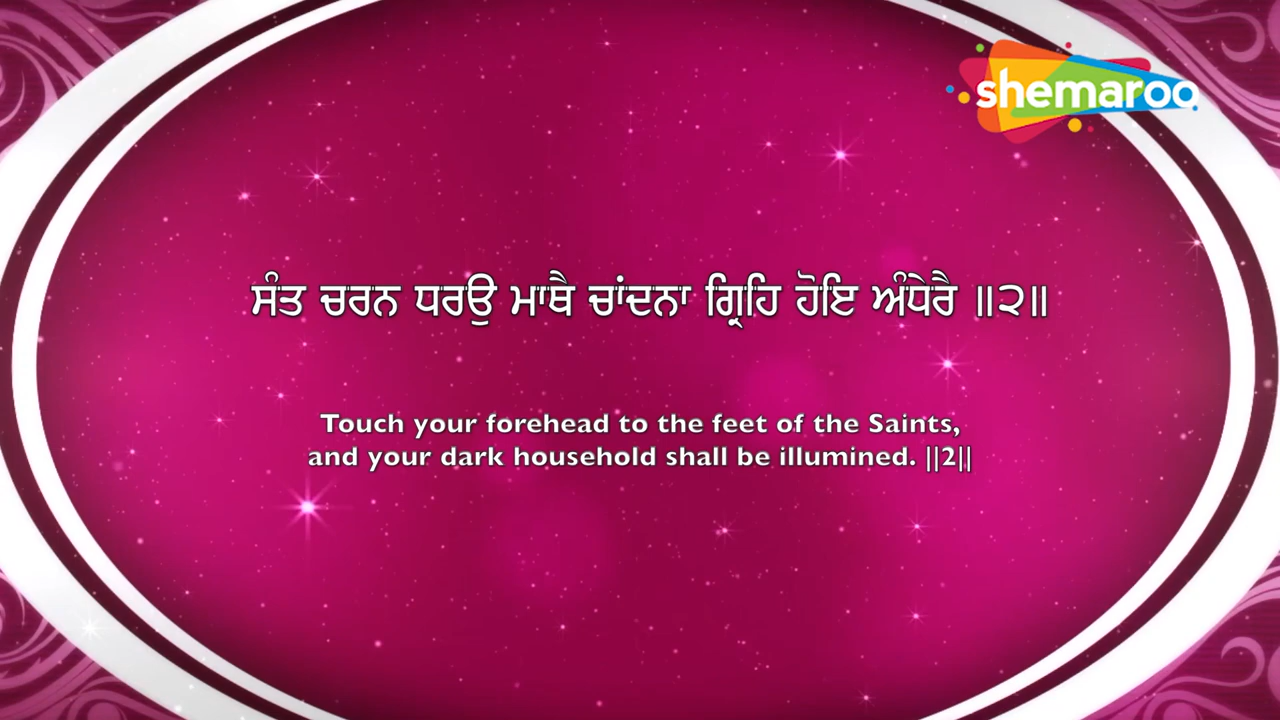 shemaroo
ਸੰਤ ਚਰਨ ਧਰਉ ਮਾਥੈ ਚਾਂਦਨਾ ਗ੍ਰਿਹਿ ਹੋਇ ਅੰਧੇਰੈ ॥੨॥
Touch your forehead to the feet of the Saints,
and your dark household shall be illumined. ||2||